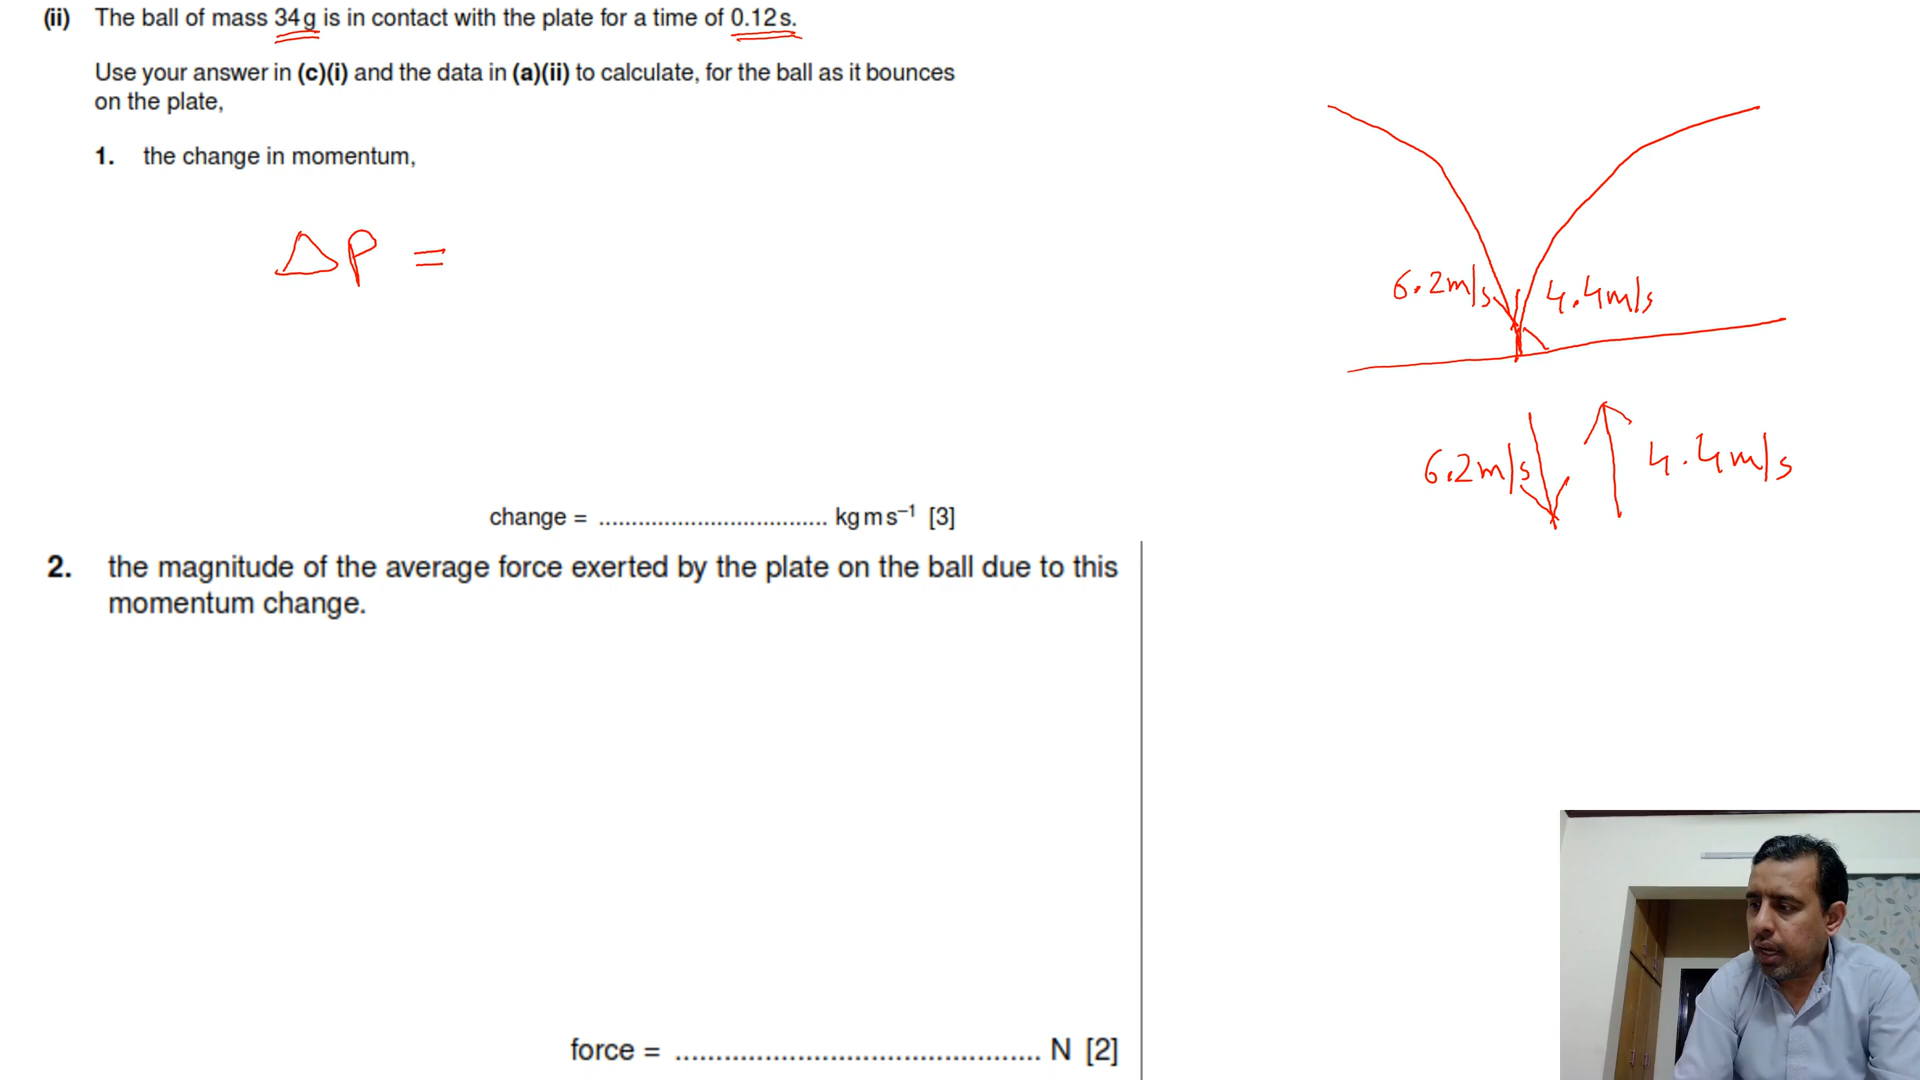 (ii) The ball of mass 34 g is in contact with the plate for a time of 0.12 s.
Use your answer in (c)(i) and the data in (a)(ii) to calculate, for the ball as it bounces
on the plate,
1. the change in momentum,
ΔP =
6.2m/s 4.4m/s
6.2m/s 4.4m/s
change = .................................. kg m s⁻¹ [3]
2. the magnitude of the average force exerted by the plate on the ball due to this
momentum change.
force = ............................................ N [2]